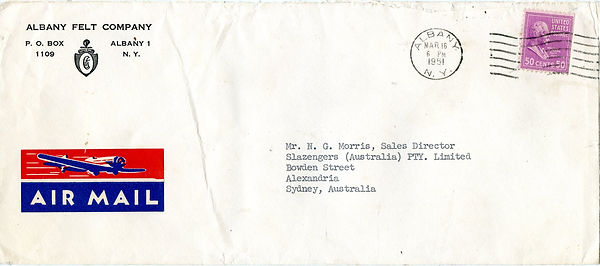 ALBANY FELT COMPANY
P. O. BOX ALBANY 1
1109 N. Y.
ALBANY
MAR 16
6 PM
1951
N.Y.
UNITED
STATES
50 CENTS 50
Mr. N. G. Morris, Sales Director
Slazengers (Australia) PTY. Limited
Bowden Street
Alexandria
Sydney, Australia
AIR MAIL